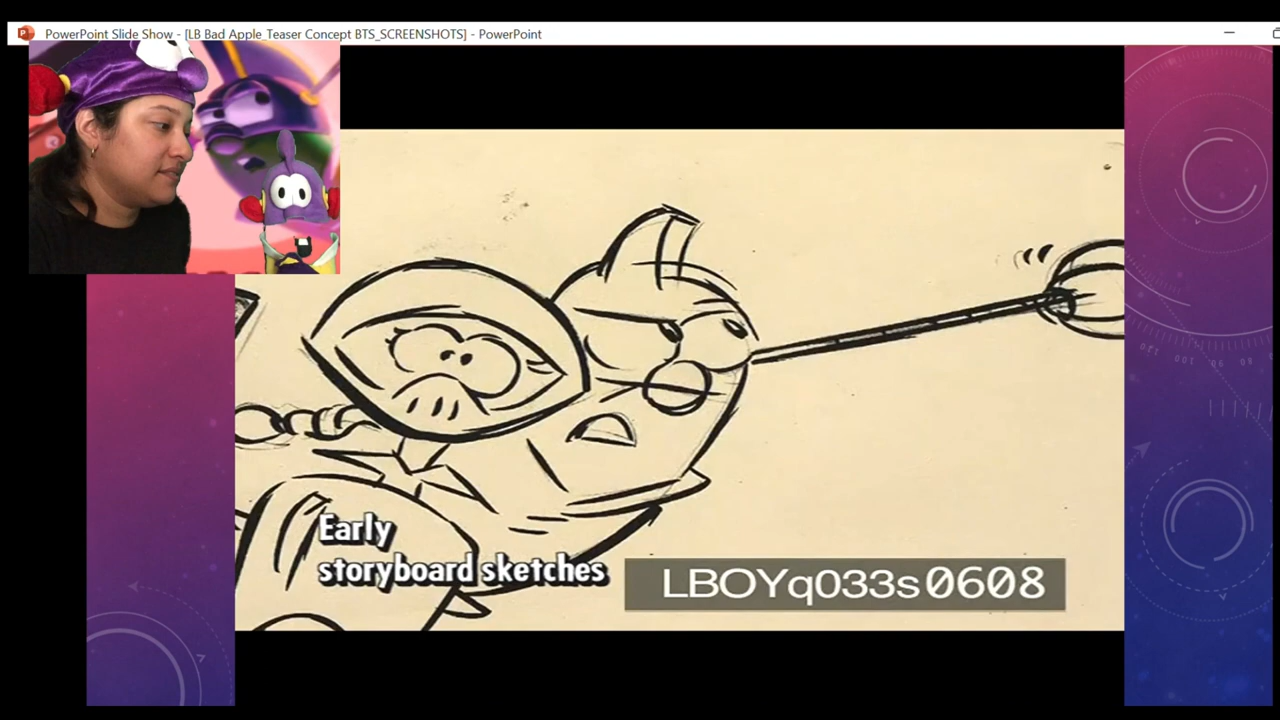 PowerPoint Slide Show - [LB Bad Apple_Teaser Concept BTS_SCREENSHOTS] - PowerPoint
Early
storyboard sketches
LBOYq033s0608